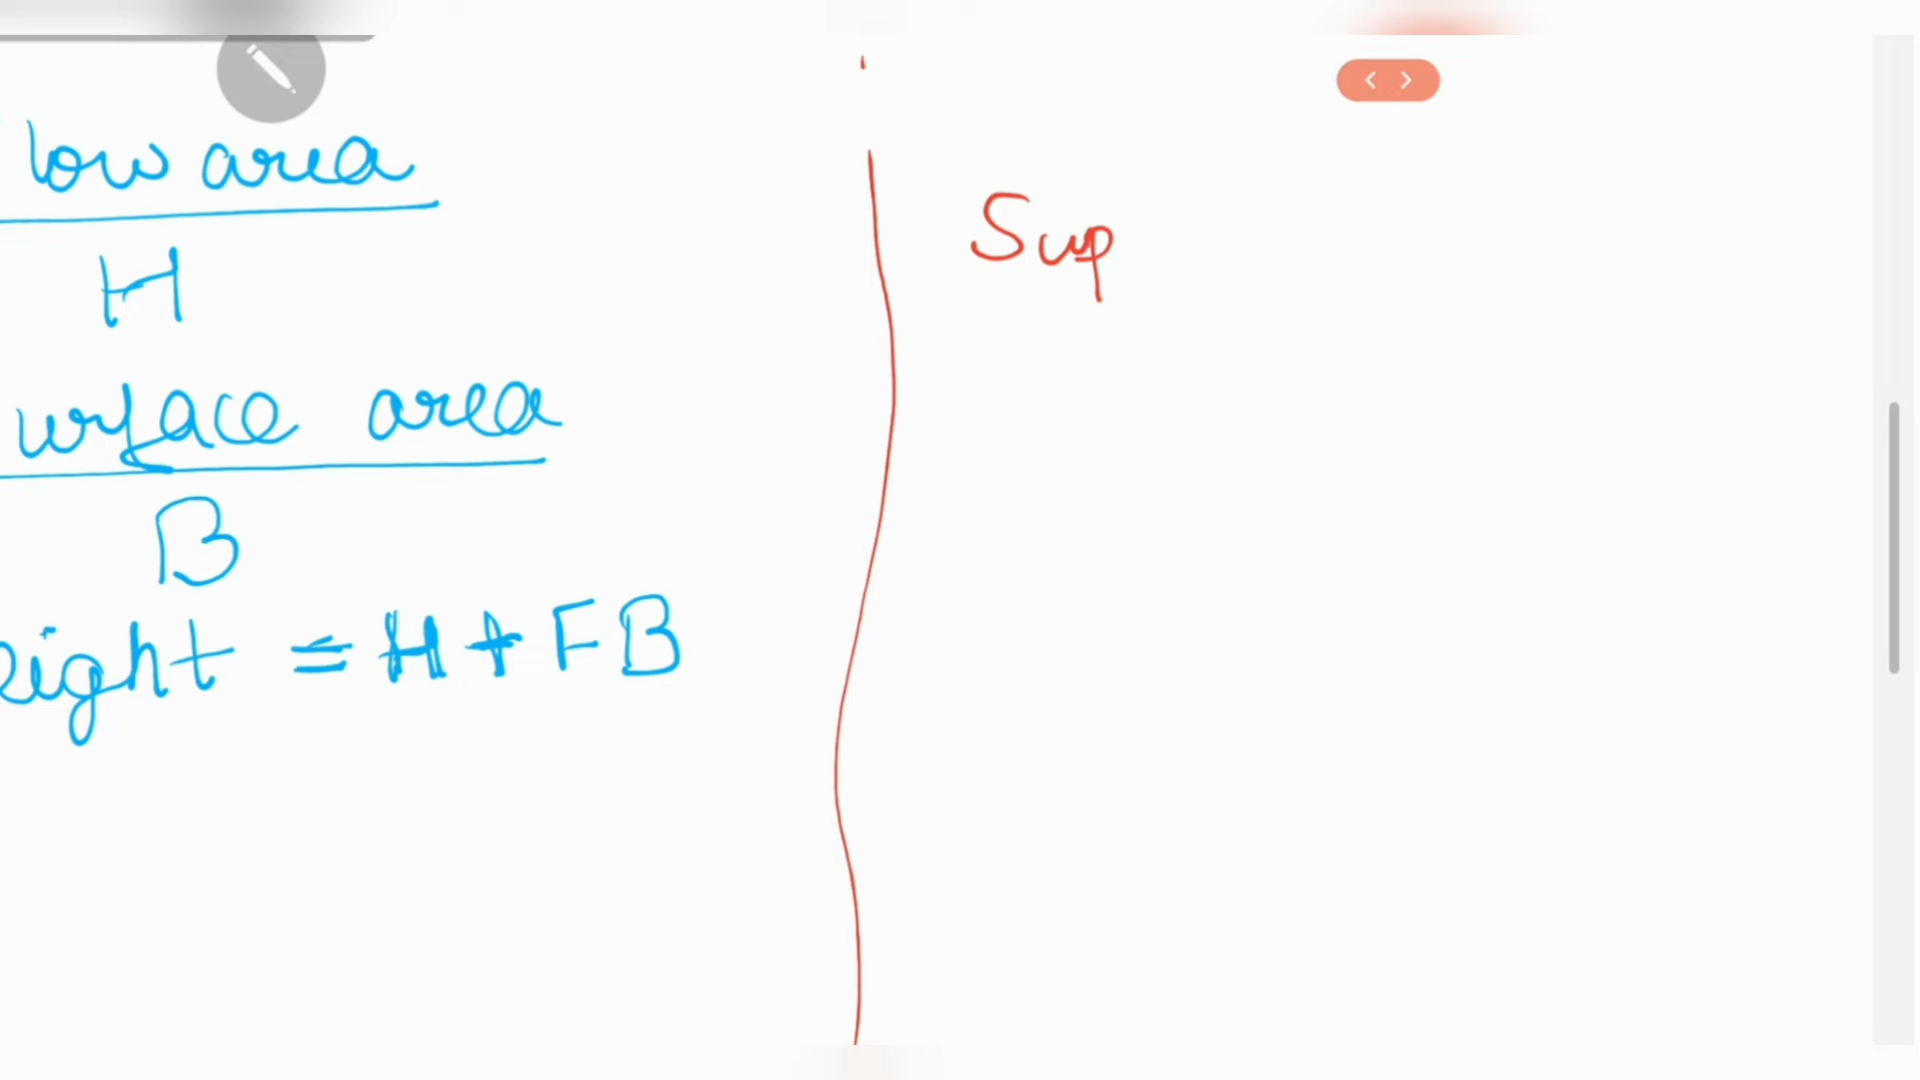 low area
H
urface area
B
eight = H + FB
Sup